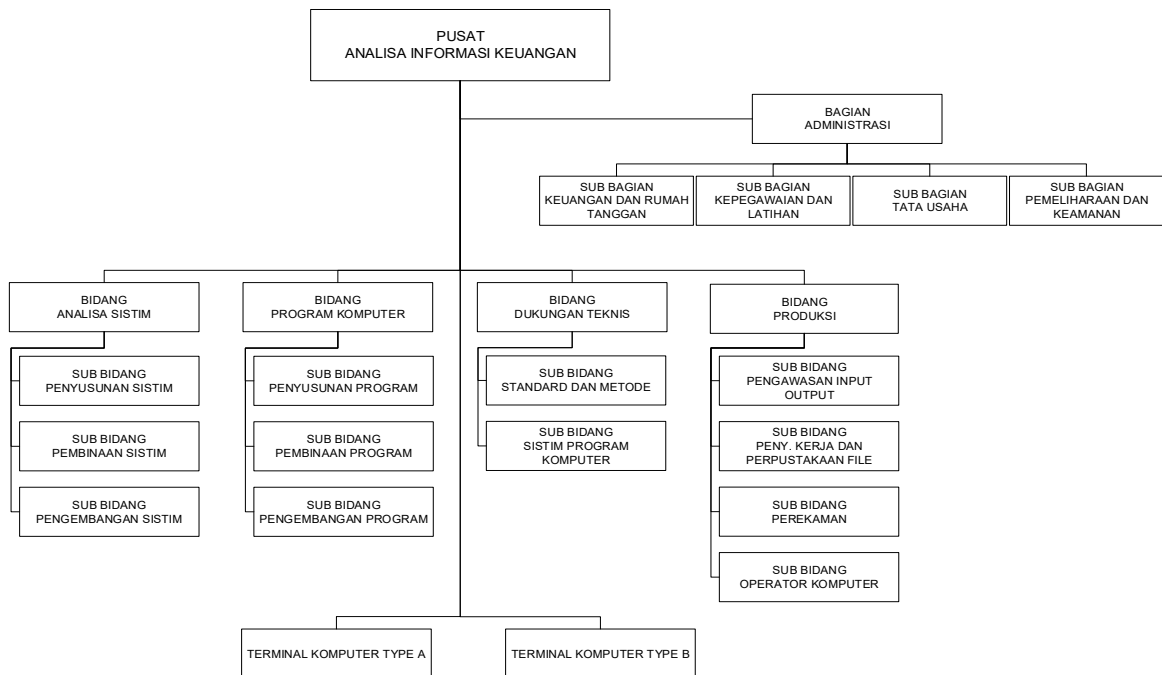 PUSAT
ANALISA INFORMASI KEUANGAN
BAGIAN
ADMINISTRASI
SUB BAGIAN
KEUANGAN DAN RUMAH
TANGGAN
SUB BAGIAN
KEPEGAWAIAN DAN
LATIHAN
SUB BAGIAN
TATA USAHA
SUB BAGIAN
PEMELIHARAAN DAN
KEAMANAN
BIDANG
ANALISA SISTIM
SUB BIDANG
PENYUSUNAN SISTIM
SUB BIDANG
PEMBINAAN SISTIM
SUB BIDANG
PENGEMBANGAN SISTIM
BIDANG
PROGRAM KOMPUTER
SUB BIDANG
PENYUSUNAN PROGRAM
SUB BIDANG
PEMBINAAN PROGRAM
SUB BIDANG
PENGEMBANGAN PROGRAM
BIDANG
DUKUNGAN TEKNIS
SUB BIDANG
STANDARD DAN METODE
SUB BIDANG
SISTIM PROGRAM
KOMPUTER
BIDANG
PRODUKSI
SUB BIDANG
PENGAWASAN INPUT
OUTPUT
SUB BIDANG
PENY. KERJA DAN
PERPUSTAKAAN FILE
SUB BIDANG
PEREKAMAN
SUB BIDANG
OPERATOR KOMPUTER
TERMINAL KOMPUTER TYPE A
TERMINAL KOMPUTER TYPE B